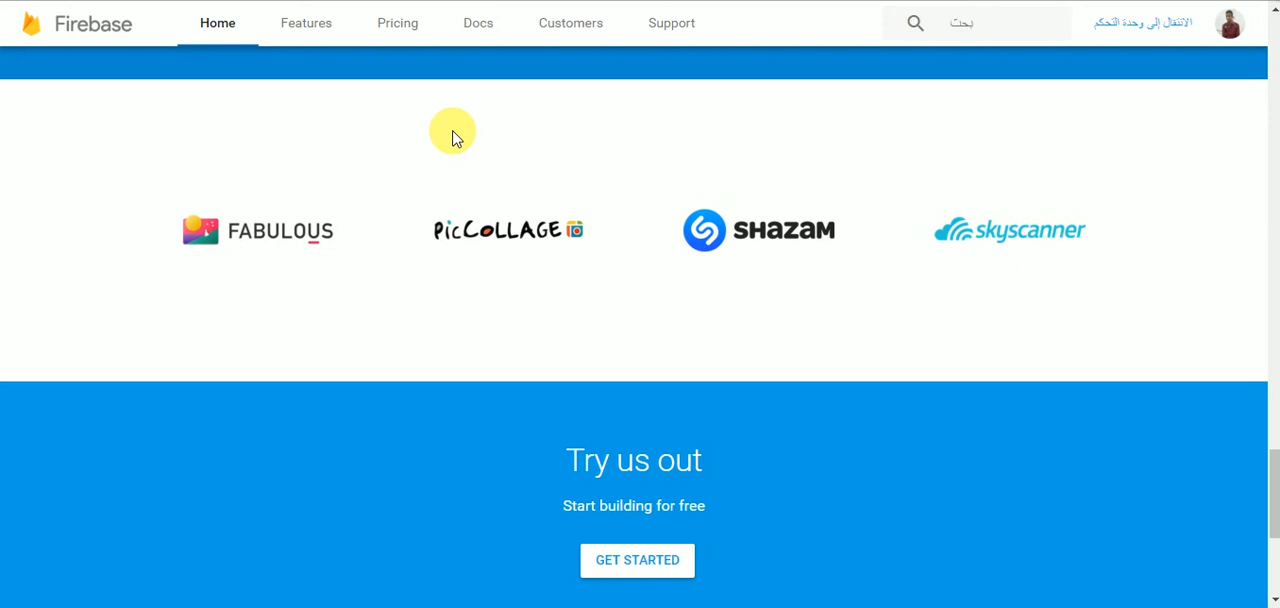 Firebase
Home
Features
Pricing
Docs
Customers
Support
بحث
الانتقال إلى وحدة التحكم
FABULOUS
PicCOLLAGE
SHAZAM
skyscanner
Try us out
Start building for free
GET STARTED